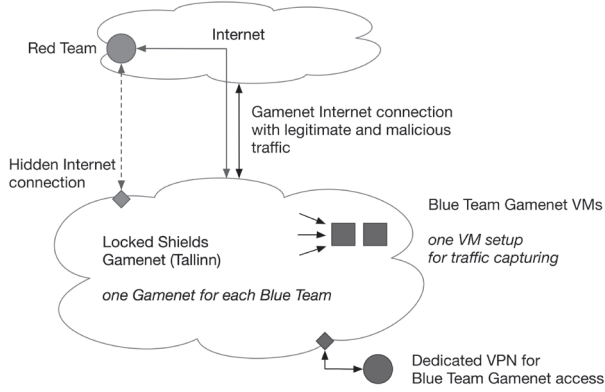 Internet
Red Team
Gamenet Internet connection
with legitimate and malicious
traffic
Hidden Internet
connection
Blue Team Gamenet VMs
one VM setup
for traffic capturing
Locked Shields
Gamenet (Tallinn)
one Gamenet for each Blue Team
Dedicated VPN for
Blue Team Gamenet access